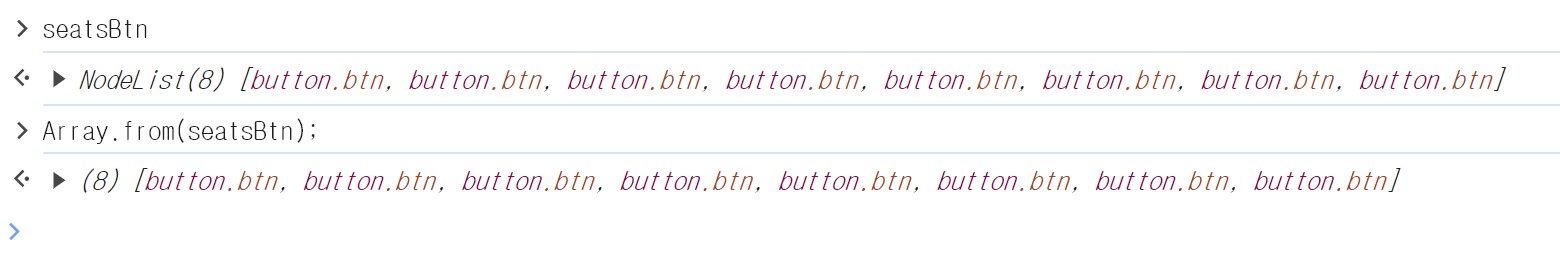 seatsBtn
NodeList(8) [button.btn, button.btn, button.btn, button.btn, button.btn, button.btn, button.btn, button.btn]
Array.from(seatsBtn);
(8) [button.btn, button.btn, button.btn, button.btn, button.btn, button.btn, button.btn, button.btn]